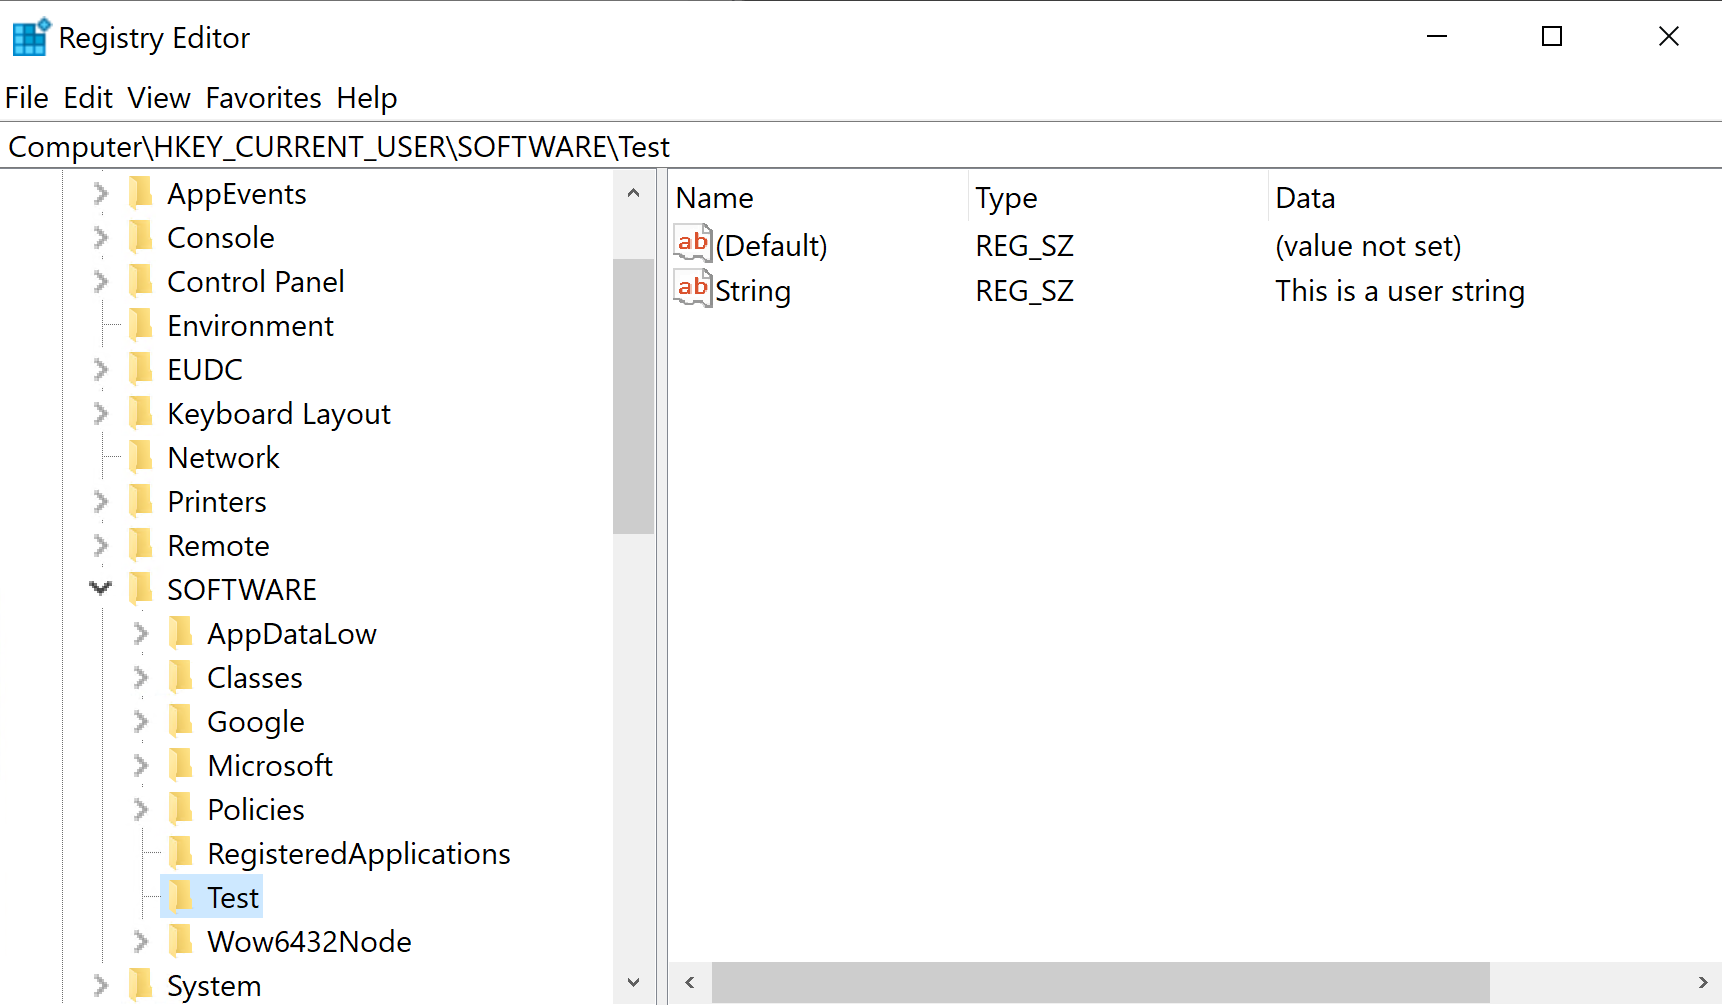 Registry Editor
File Edit View Favorites Help
Computer\HKEY_CURRENT_USER\SOFTWARE\Test
AppEvents
Console
Control Panel
Environment
EUDC
Keyboard Layout
Network
Printers
Remote
SOFTWARE
AppDataLow
Classes
Google
Microsoft
Policies
RegisteredApplications
Test
Wow6432Node
System
Name Type Data
ab (Default) REG_SZ (value not set)
ab String REG_SZ This is a user string